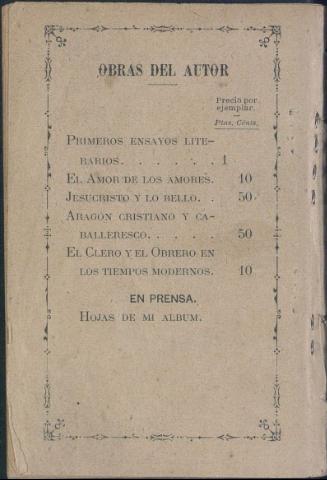 OBRAS DEL AUTOR
Precio por
ejemplar.
Ptas. Cénts.
PRIMEROS ENSAYOS LITE-
RARIOS. . . . . . 1
EL AMOR DE LOS AMORES. 10
JESUCRISTO Y LO BELLO. . 50
ARAGÓN CRISTIANO Y CA-
BALLERESCO. . . . . 50
EL CLERO Y EL OBRERO EN
LOS TIEMPOS MODERNOS. 10
EN PRENSA.
HOJAS DE MI ALBUM.